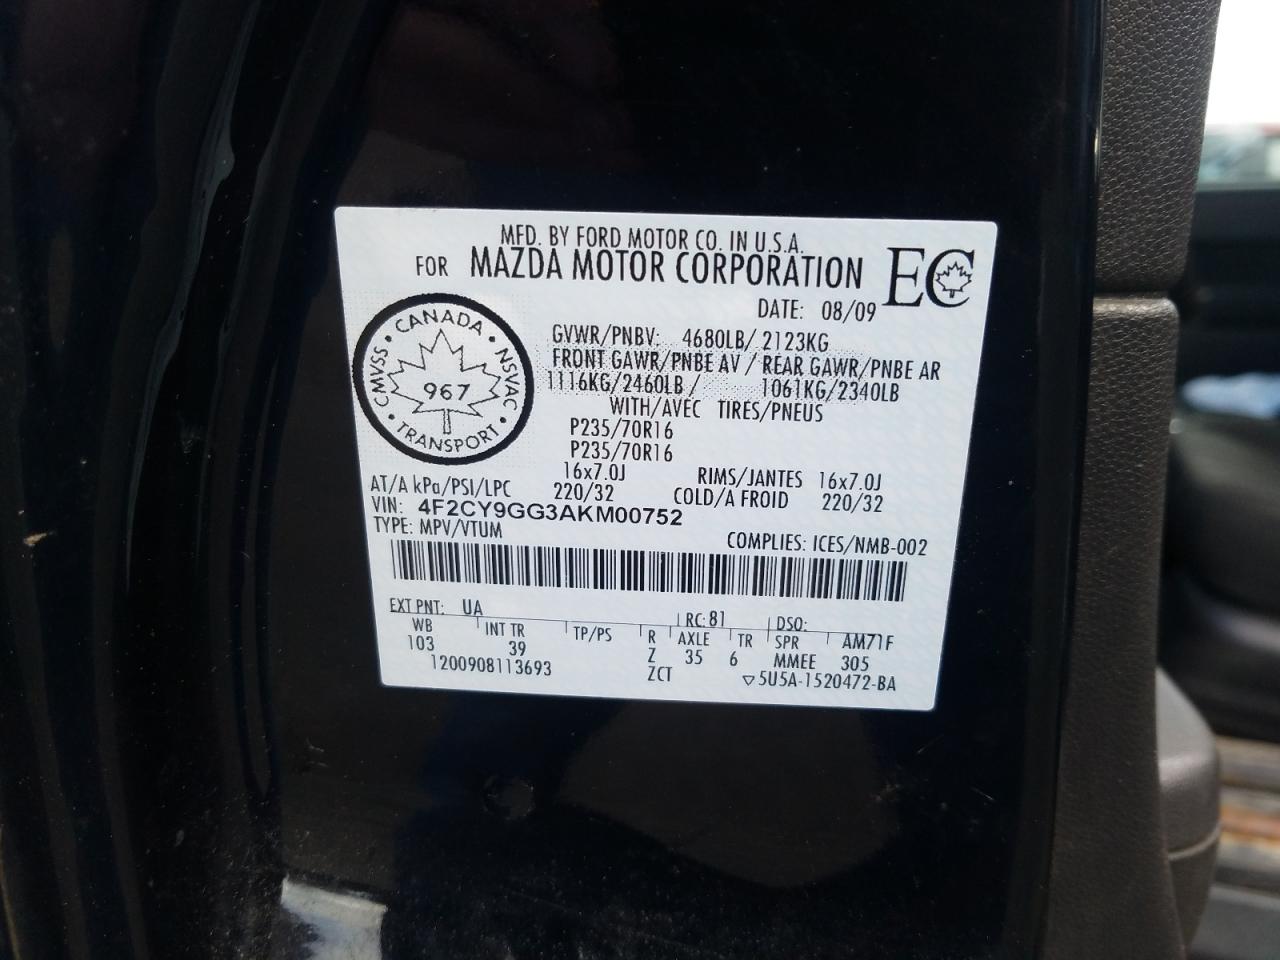 MFD. BY FORD MOTOR CO. IN U.S.A.
FOR MAZDA MOTOR CORPORATION EC
DATE: 08/09
CANADA
CMVSS 967 NSVAC
TRANSPORT
GVWR/PNBV: 4680LB/ 2123KG
FRONT GAWR/PNBE AV / REAR GAWR/PNBE AR
1116KG/2460LB / 1061KG/2340LB
WITH/AVEC TIRES/PNEUS
P235/70R16
P235/70R16
16x7.0J RIMS/JANTES 16x7.0J
AT/A kPa/PSI/LPC 220/32 COLD/A FROID 220/32
VIN: 4F2CY9GG3AKM00752
TYPE: MPV/VTUM
COMPLIES: ICES/NMB-002
EXT PNT: UA RC: 81 DSO:
WB INT TR TP/PS R AXLE TR SPR AM71F
103 39 Z 35 6 MMEE 305
1200908113693 ZCT ▽5U5A-1520472-BA